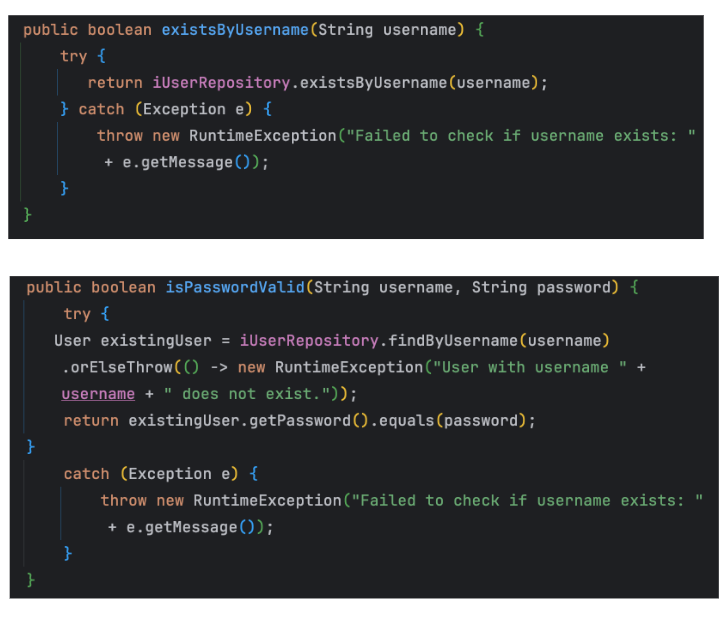 public boolean existsByUsername(String username) {
try {
return iUserRepository.existsByUsername(username);
} catch (Exception e) {
throw new RuntimeException("Failed to check if username exists: "
+ e.getMessage());
}
}
public boolean isPasswordValid(String username, String password) {
try {
User existingUser = iUserRepository.findByUsername(username)
.orElseThrow(() -> new RuntimeException("User with username " +
username + " does not exist."));
return existingUser.getPassword().equals(password);
}
catch (Exception e) {
throw new RuntimeException("Failed to check if username exists: "
+ e.getMessage());
}
}